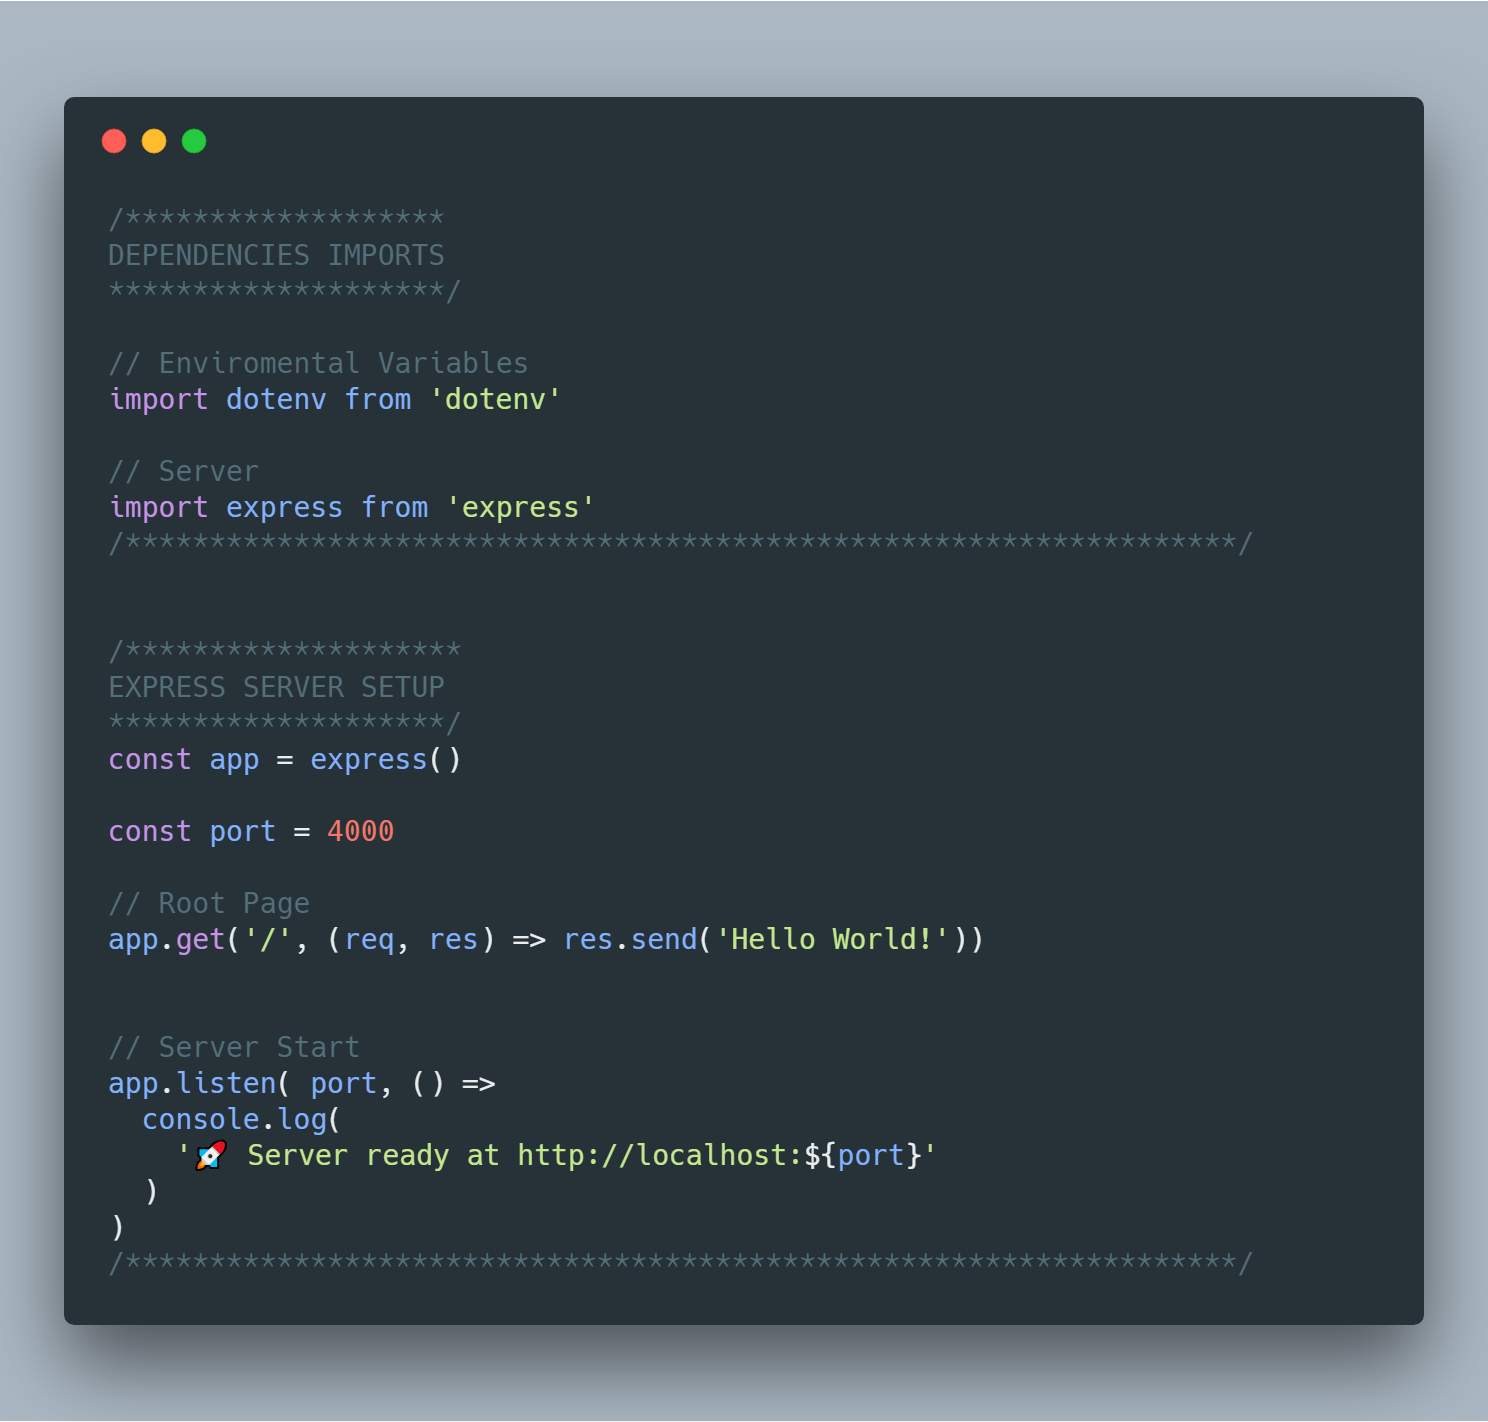 /*******************
DEPENDENCIES IMPORTS
********************/
// Enviromental Variables
import dotenv from 'dotenv'
// Server
import express from 'express'
/******************************************************************/
/********************
EXPRESS SERVER SETUP
********************/
const app = express()
const port = 4000
// Root Page
app.get('/', (req, res) => res.send('Hello World!'))
// Server Start
app.listen( port, () =>
console.log(
'🚀 Server ready at http://localhost:${port}'
)
)
/******************************************************************/